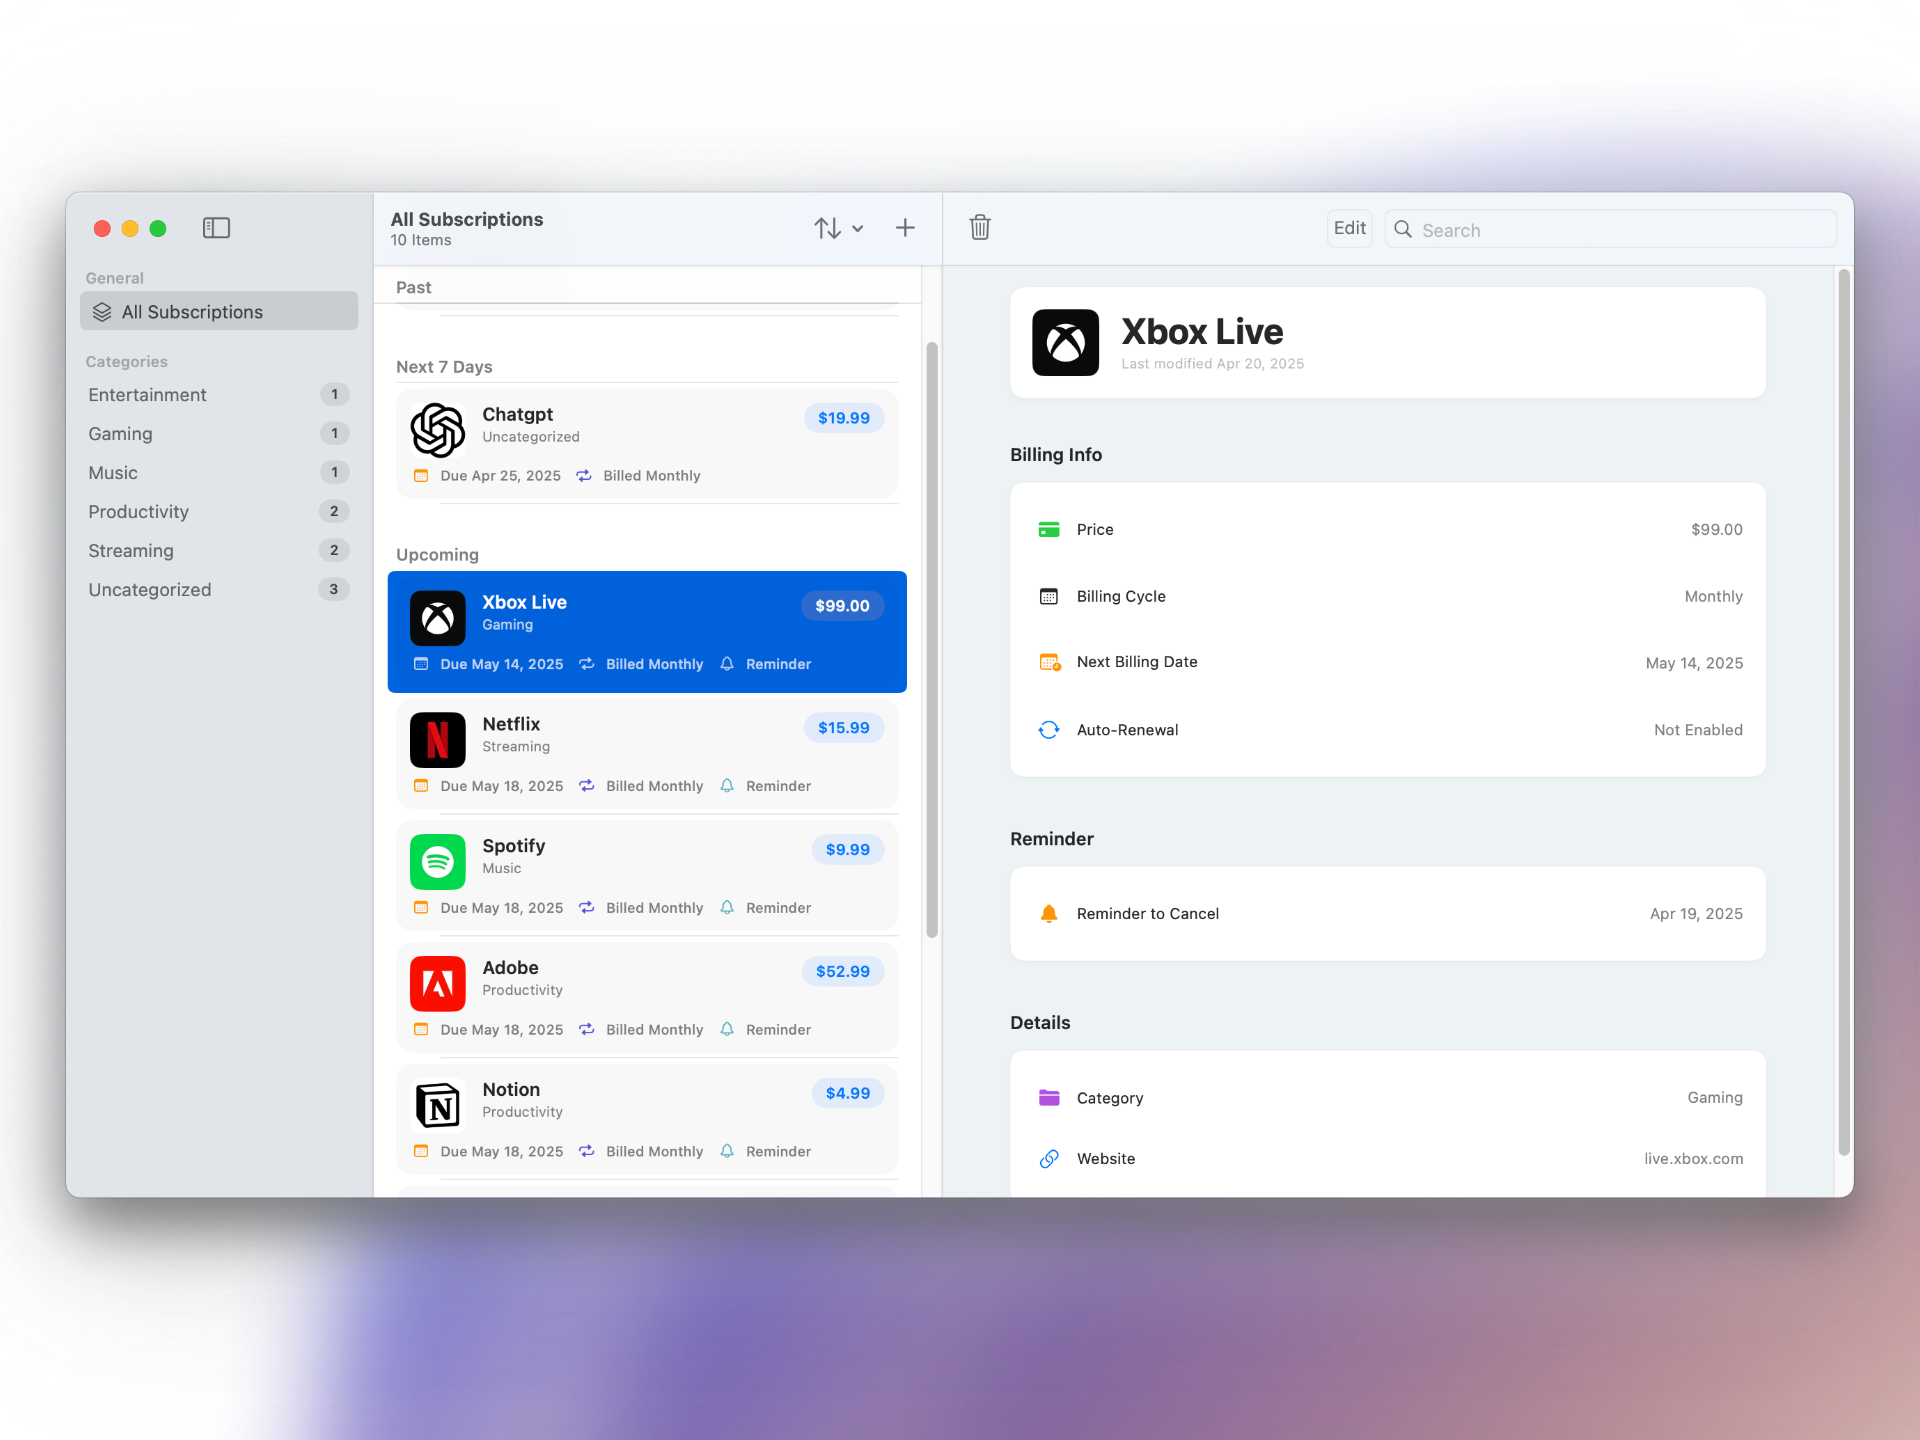 General
All Subscriptions
Categories
Entertainment 1
Gaming 1
Music 1
Productivity 2
Streaming 2
Uncategorized 3
All Subscriptions
10 Items
Past
Next 7 Days
Chatgpt $19.99
Uncategorized
Due Apr 25, 2025 Billed Monthly
Upcoming
Xbox Live $99.00
Gaming
Due May 14, 2025 Billed Monthly Reminder
Netflix $15.99
Streaming
Due May 18, 2025 Billed Monthly Reminder
Spotify $9.99
Music
Due May 18, 2025 Billed Monthly Reminder
Adobe $52.99
Productivity
Due May 18, 2025 Billed Monthly Reminder
Notion $4.99
Productivity
Due May 18, 2025 Billed Monthly Reminder
Edit Search
Xbox Live
Last modified Apr 20, 2025
Billing Info
Price $99.00
Billing Cycle Monthly
Next Billing Date May 14, 2025
Auto-Renewal Not Enabled
Reminder
Reminder to Cancel Apr 19, 2025
Details
Category Gaming
Website live.xbox.com